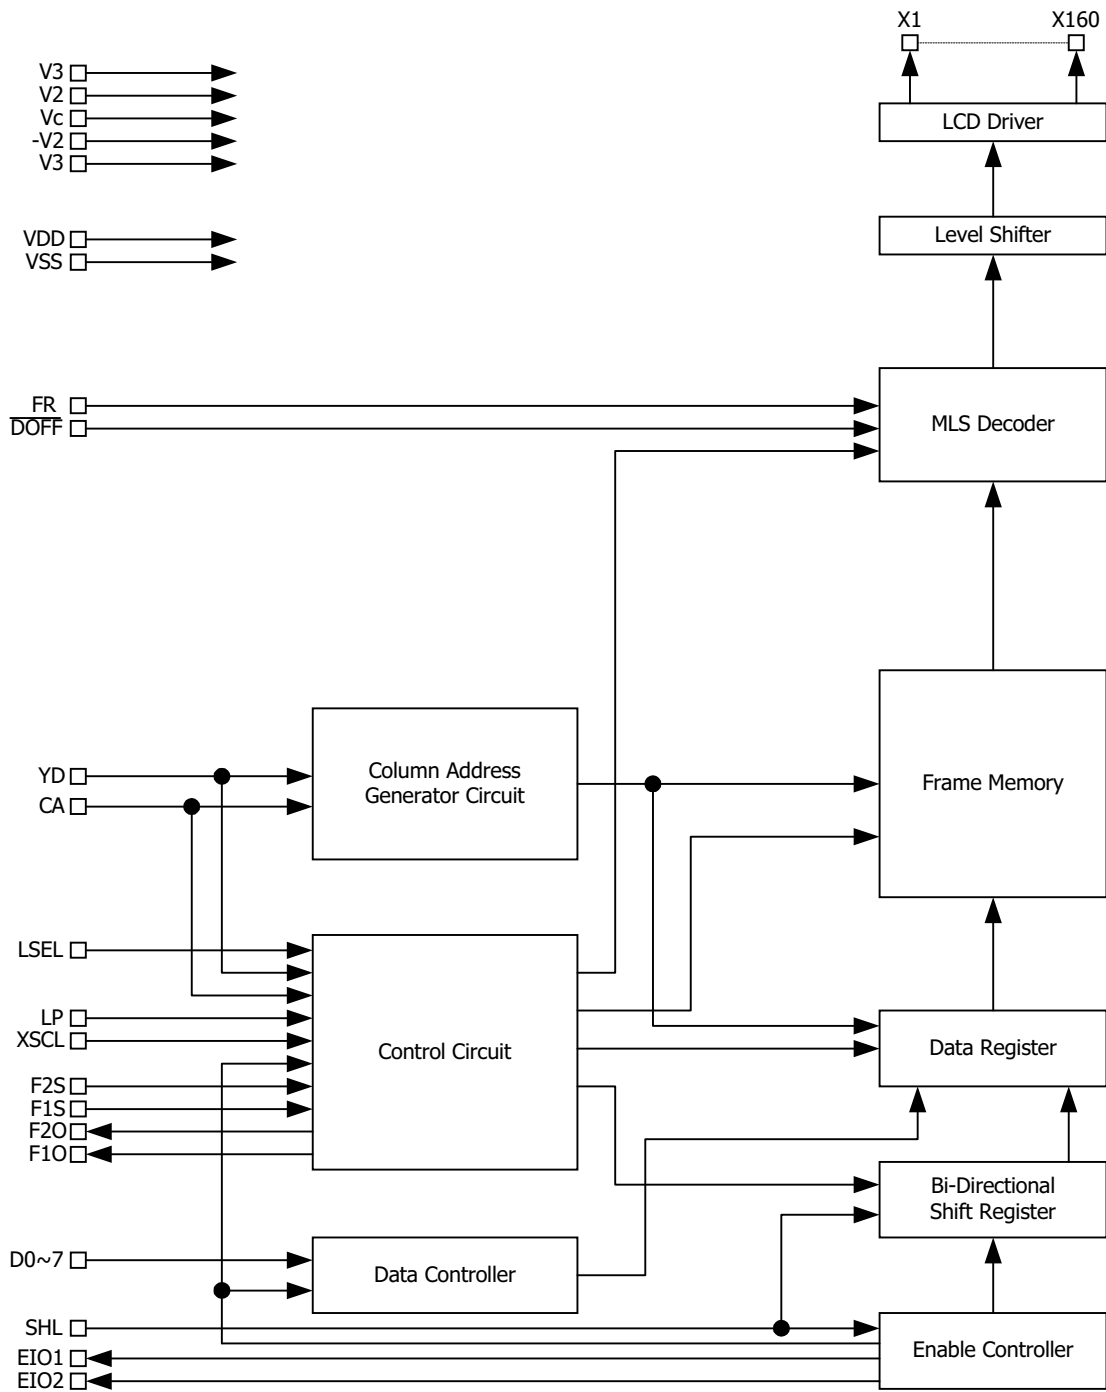 X1
X160
V3
V2
Vc
-V2
V3
LCD Driver
VDD
VSS
Level Shifter
FR
DOFF
MLS Decoder
YD
CA
Column Address
Generator Circuit
Frame Memory
LSEL
LP
XSCL
F2S
F1S
F2O
F1O
Control Circuit
Data Register
Bi-Directional
Shift Register
D0~7
Data Controller
SHL
EIO1
EIO2
Enable Controller